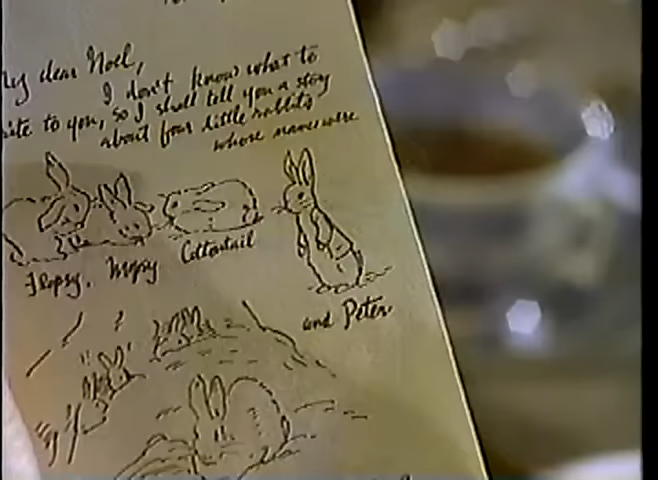 My dear Noel,
I don't know what to
write to you, so I shall tell you a story
about four little rabbits
whose names were
Flopsy, Mopsy Cottontail
and Peter